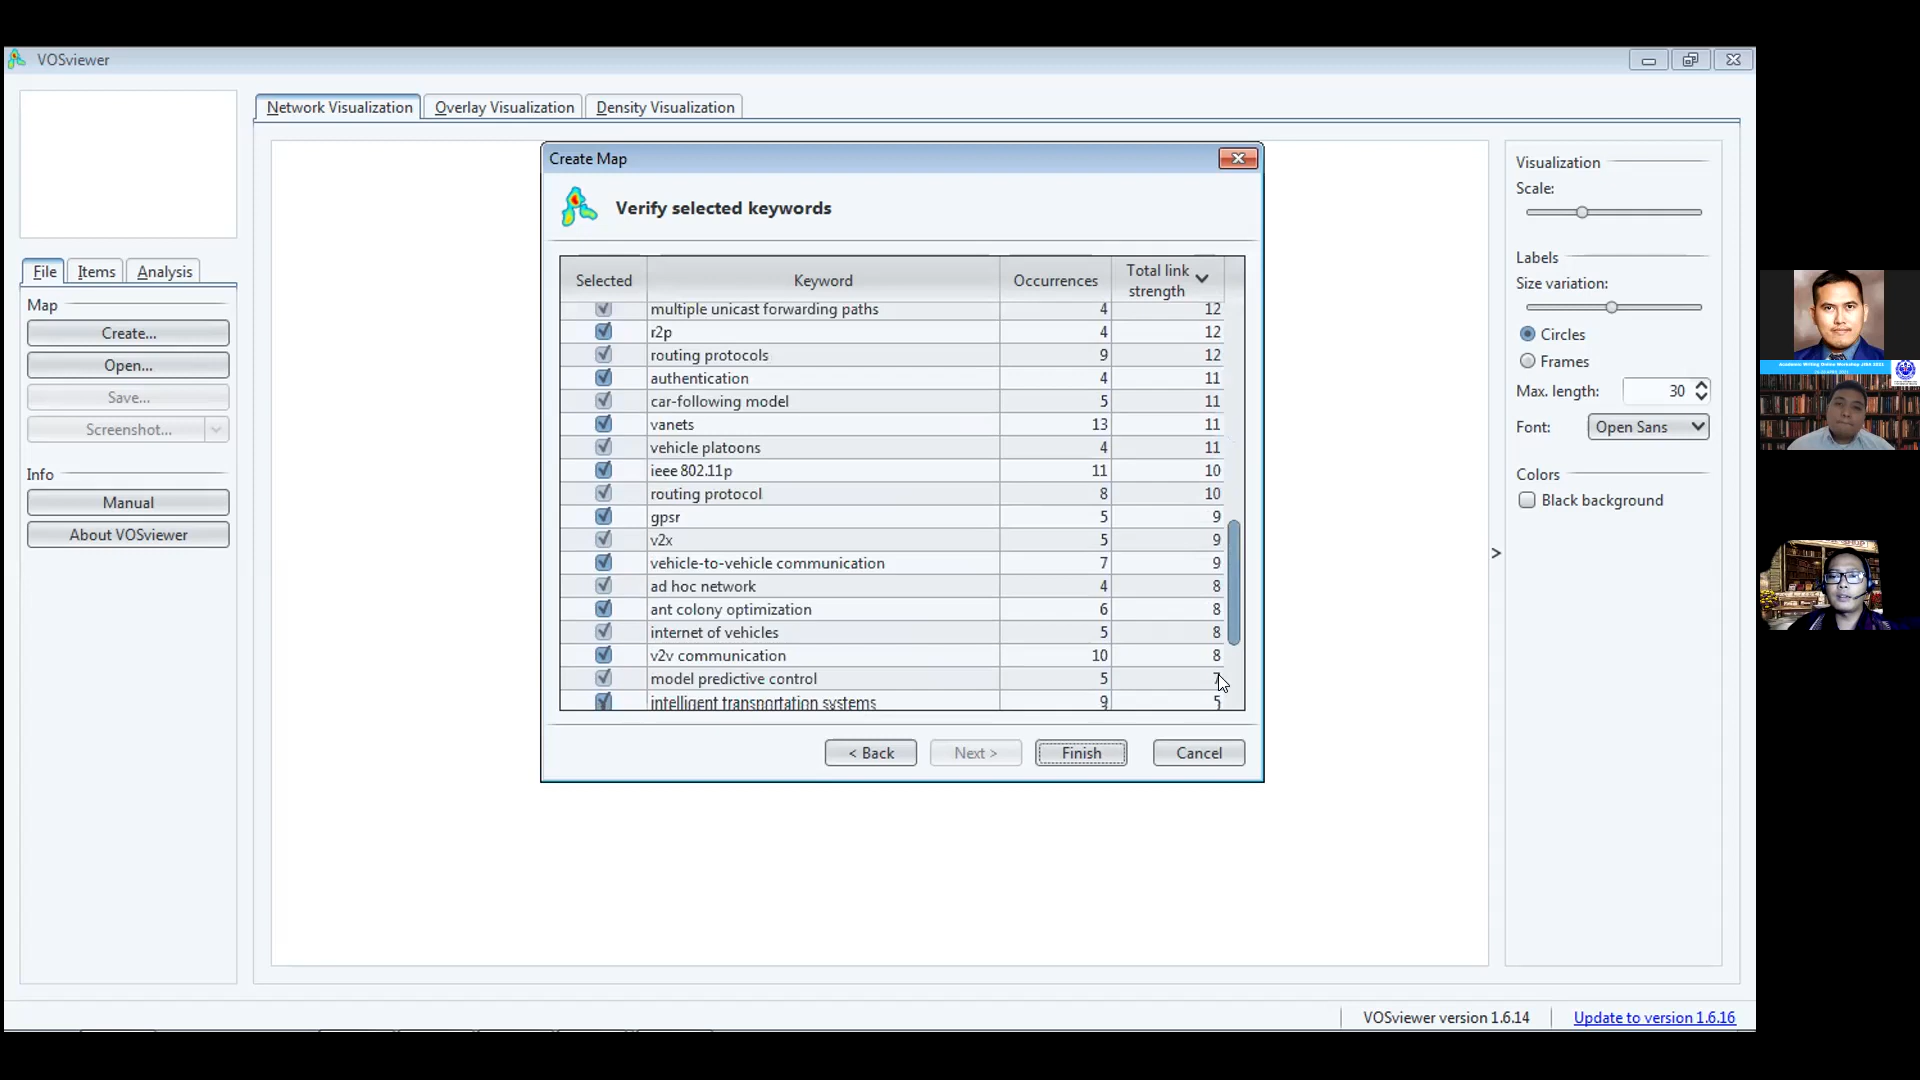 VOSviewer
Network Visualization
Overlay Visualization
Density Visualization
File
Items
Analysis
Map
Create...
Open...
Save...
Screenshot...
Info
Manual
About VOSviewer
Create Map
Verify selected keywords
Selected Keyword Occurrences Total link strength
multiple unicast forwarding paths 4 12
r2p 4 12
routing protocols 9 12
authentication 4 11
car-following model 5 11
vanets 13 11
vehicle platoons 4 11
ieee 802.11p 11 10
routing protocol 8 10
gpsr 5 9
v2x 5 9
vehicle-to-vehicle communication 7 9
ad hoc network 4 8
ant colony optimization 6 8
internet of vehicles 5 8
v2v communication 10 8
model predictive control 5 7
intelligent transportation systems 9 5
< Back
Next >
Finish
Cancel
Visualization
Scale:
Labels
Size variation:
Circles
Frames
Max. length: 30
Font: Open Sans
Colors
Black background
>
VOSviewer version 1.6.14
Update to version 1.6.16